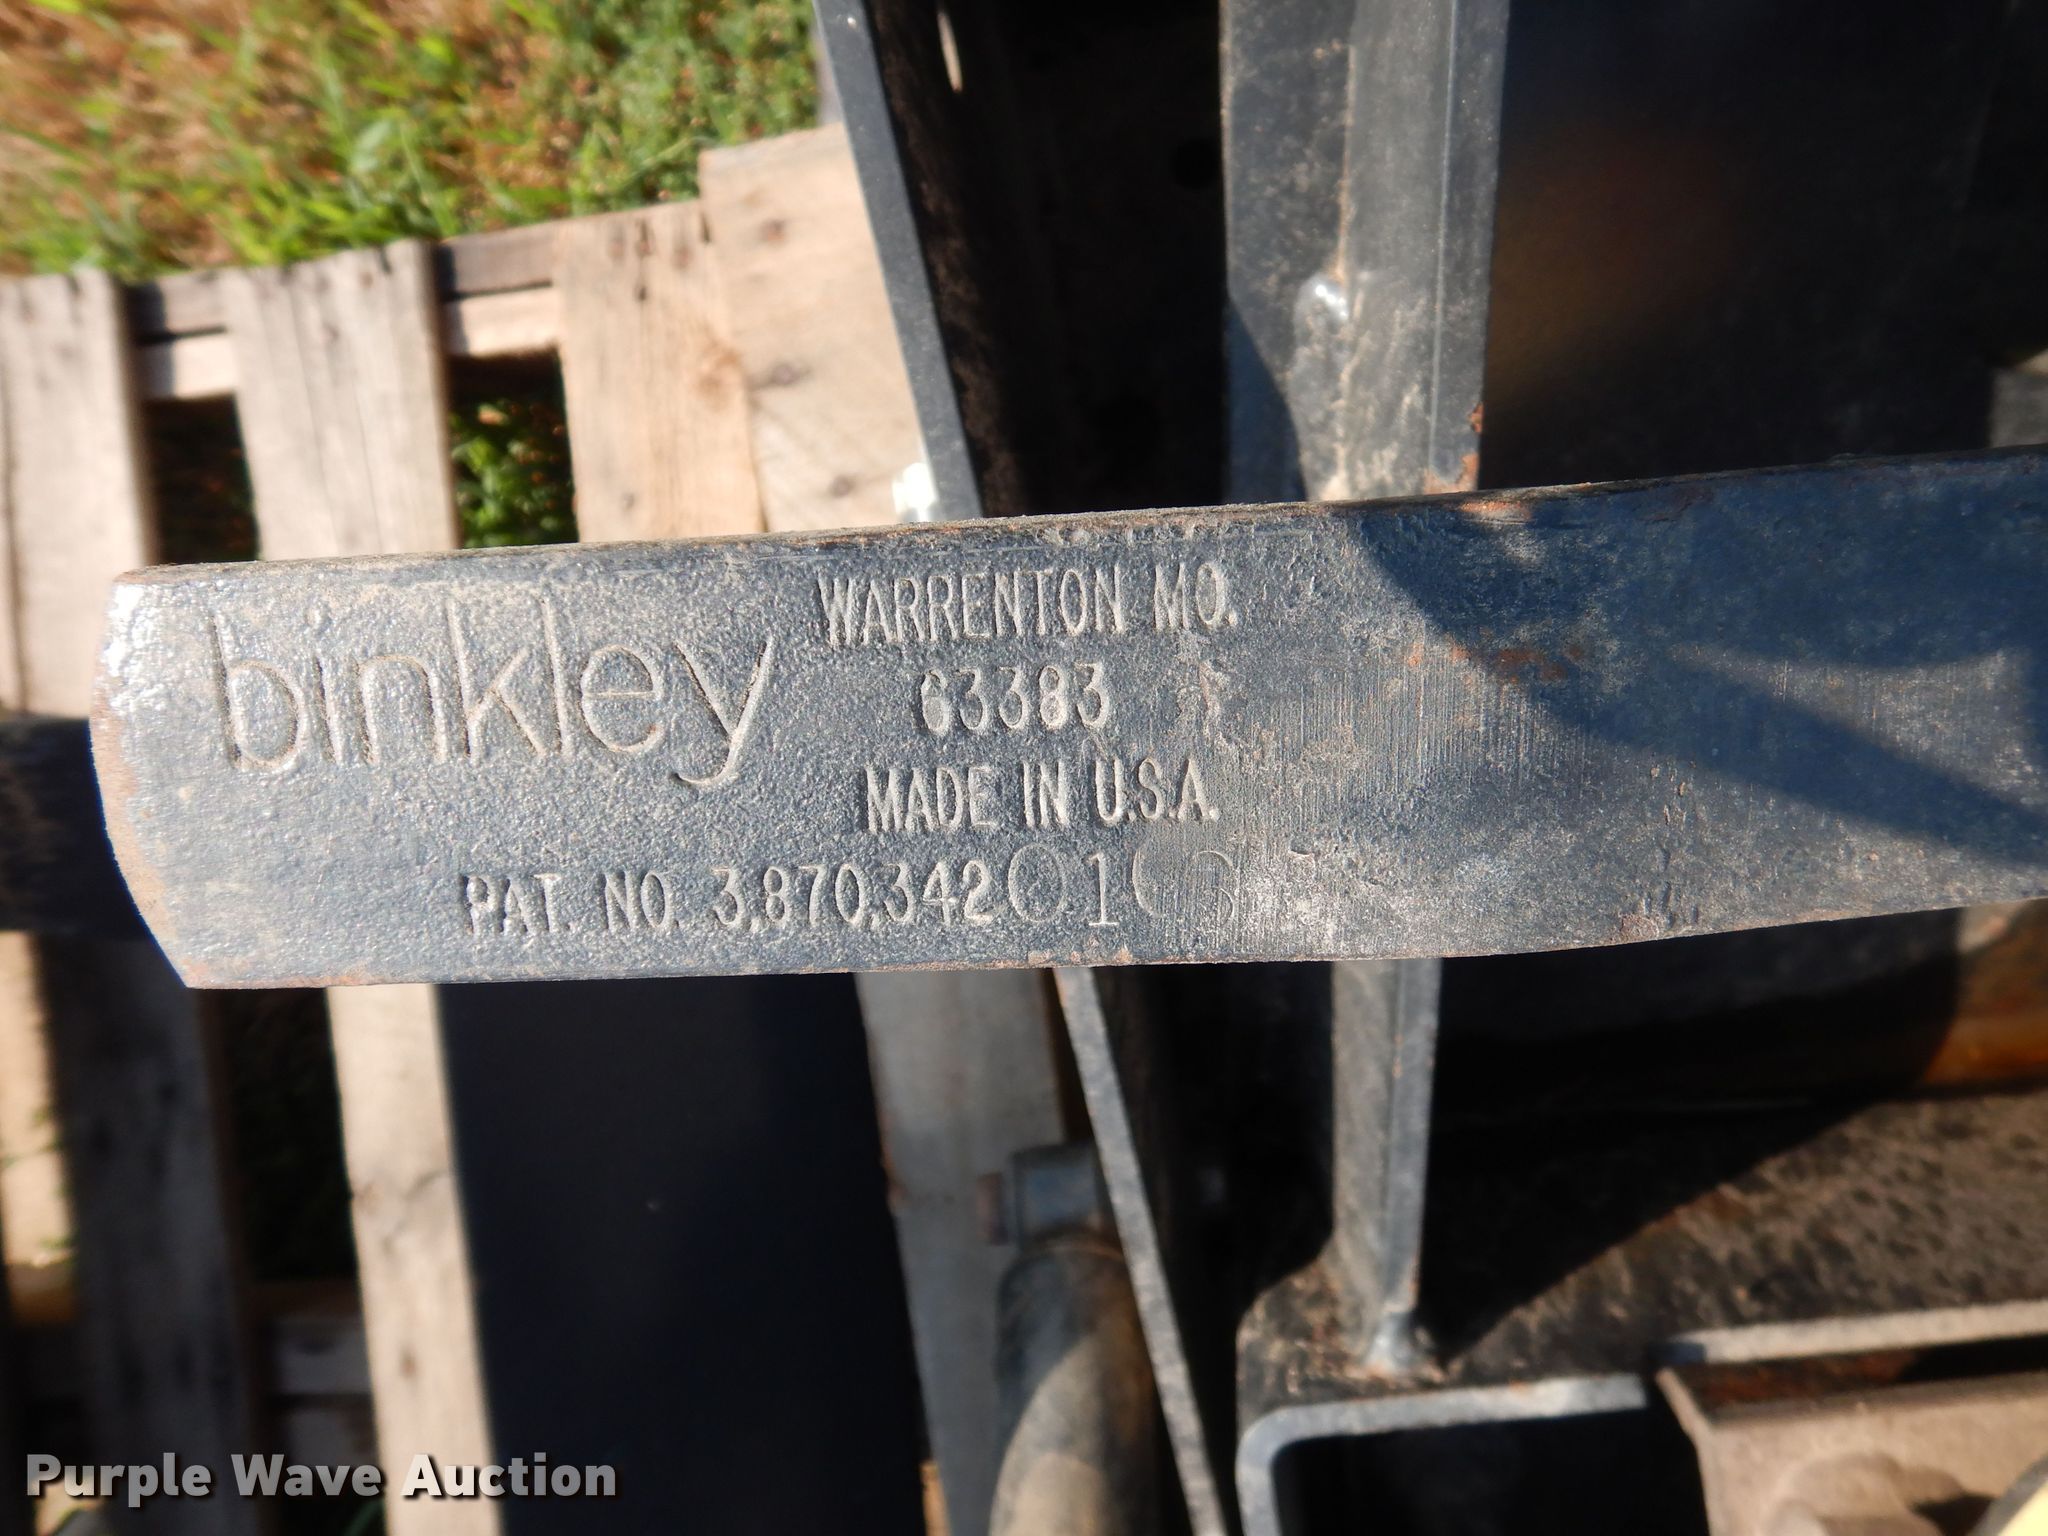 binkley
WARRENTON MO.
63383
MADE IN U.S.A.
PAT. NO. 3,870,342
Purple Wave Auction